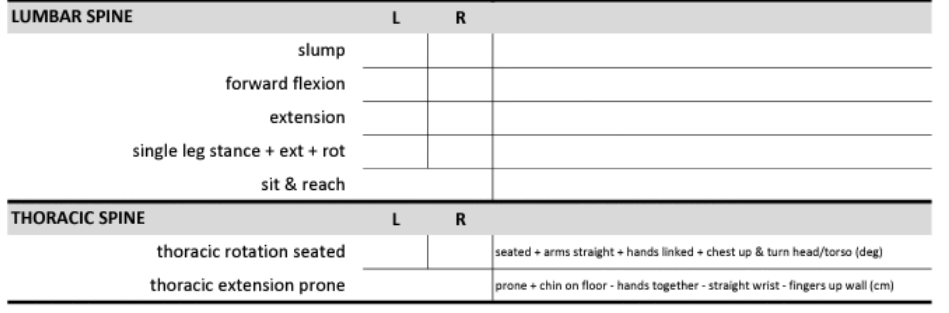 LUMBAR SPINE L R
slump
forward flexion
extension
single leg stance + ext + rot
sit & reach
THORACIC SPINE L R
thoracic rotation seated seated + arms straight + hands linked + chest up & turn head/torso (deg)
thoracic extension prone prone + chin on floor - hands together - straight wrist - fingers up wall (cm)